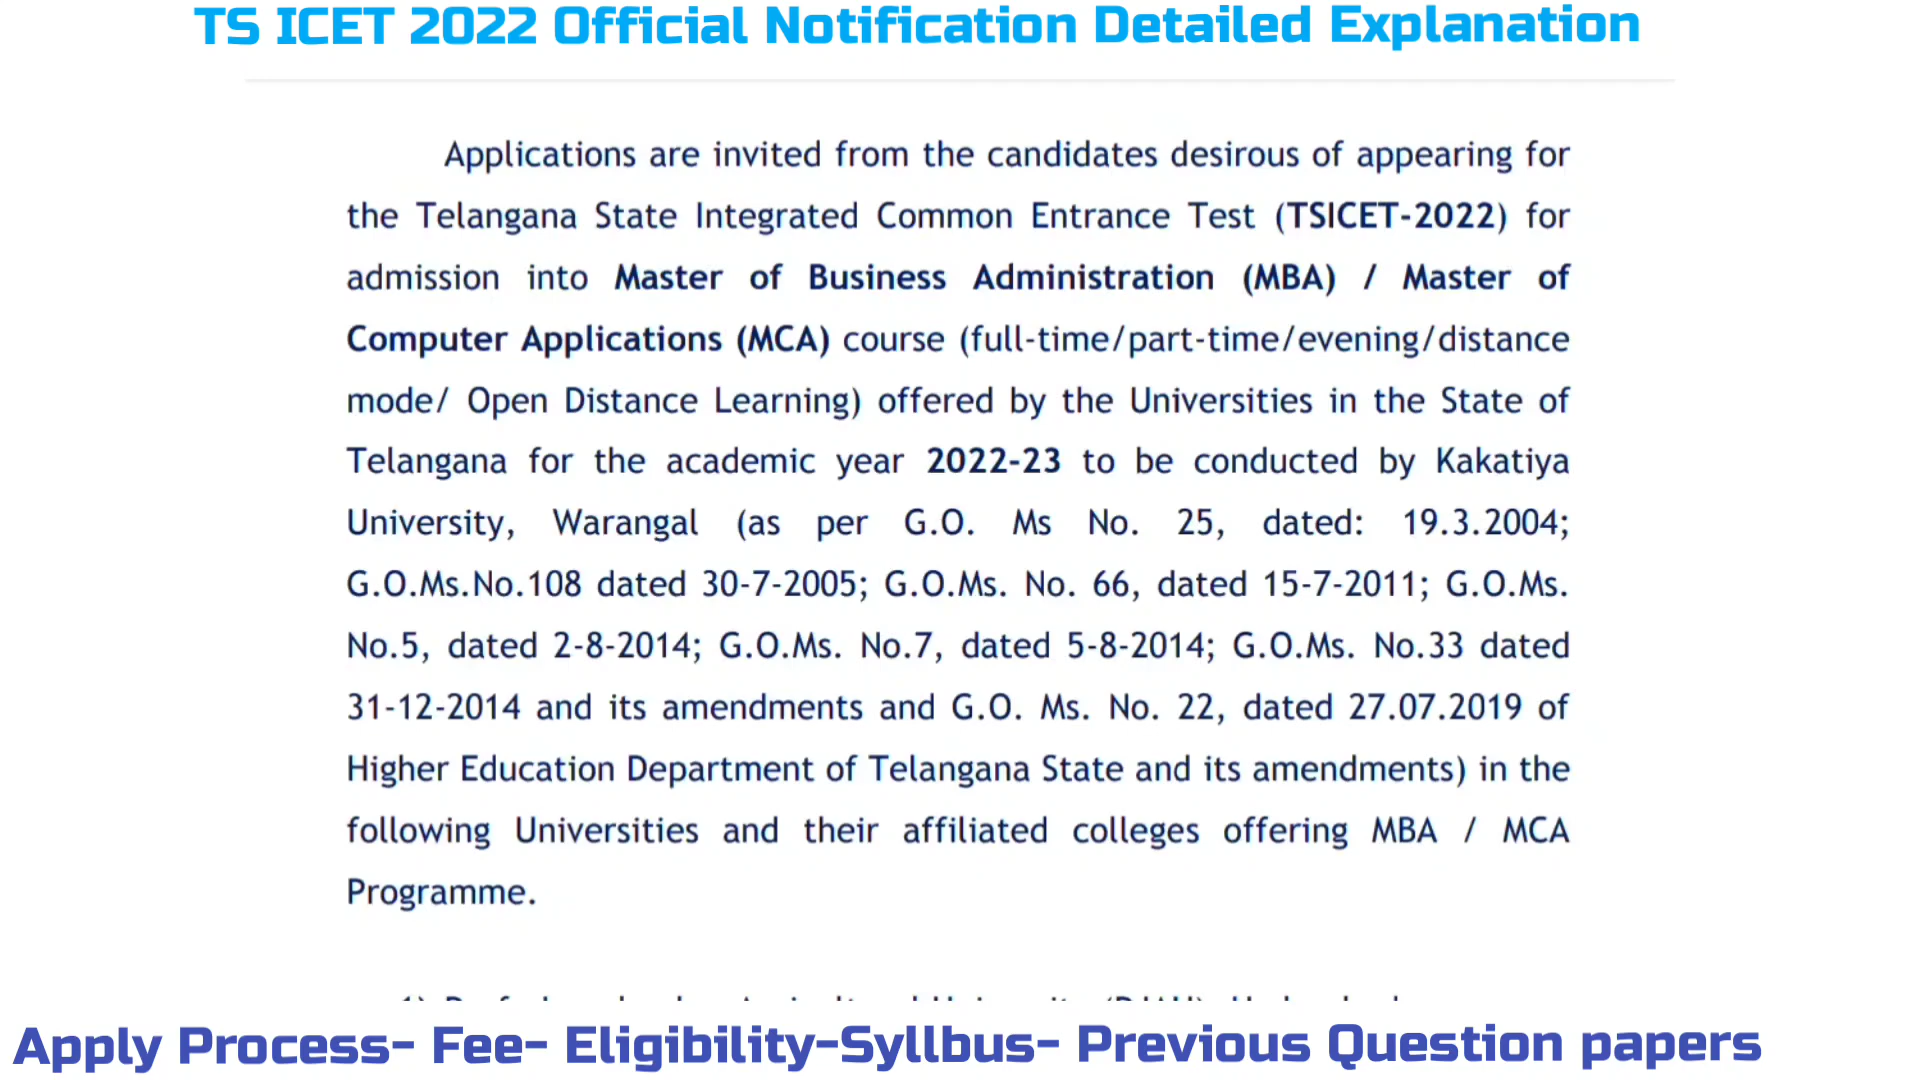 TS ICET 2022 Official Notification Detailed Explanation
Applications are invited from the candidates desirous of appearing for
the Telangana State Integrated Common Entrance Test (TSICET-2022) for
admission into Master of Business Administration (MBA) / Master of
Computer Applications (MCA) course (full-time/part-time/evening/distance
mode/ Open Distance Learning) offered by the Universities in the State of
Telangana for the academic year 2022-23 to be conducted by Kakatiya
University, Warangal (as per G.O. Ms No. 25, dated: 19.3.2004;
G.O.Ms.No.108 dated 30-7-2005; G.O.Ms. No. 66, dated 15-7-2011; G.O.Ms.
No.5, dated 2-8-2014; G.O.Ms. No.7, dated 5-8-2014; G.O.Ms. No.33 dated
31-12-2014 and its amendments and G.O. Ms. No. 22, dated 27.07.2019 of
Higher Education Department of Telangana State and its amendments) in the
following Universities and their affiliated colleges offering MBA / MCA
Programme.
Apply Process- Fee- Eligibility-Syllbus- Previous Question papers